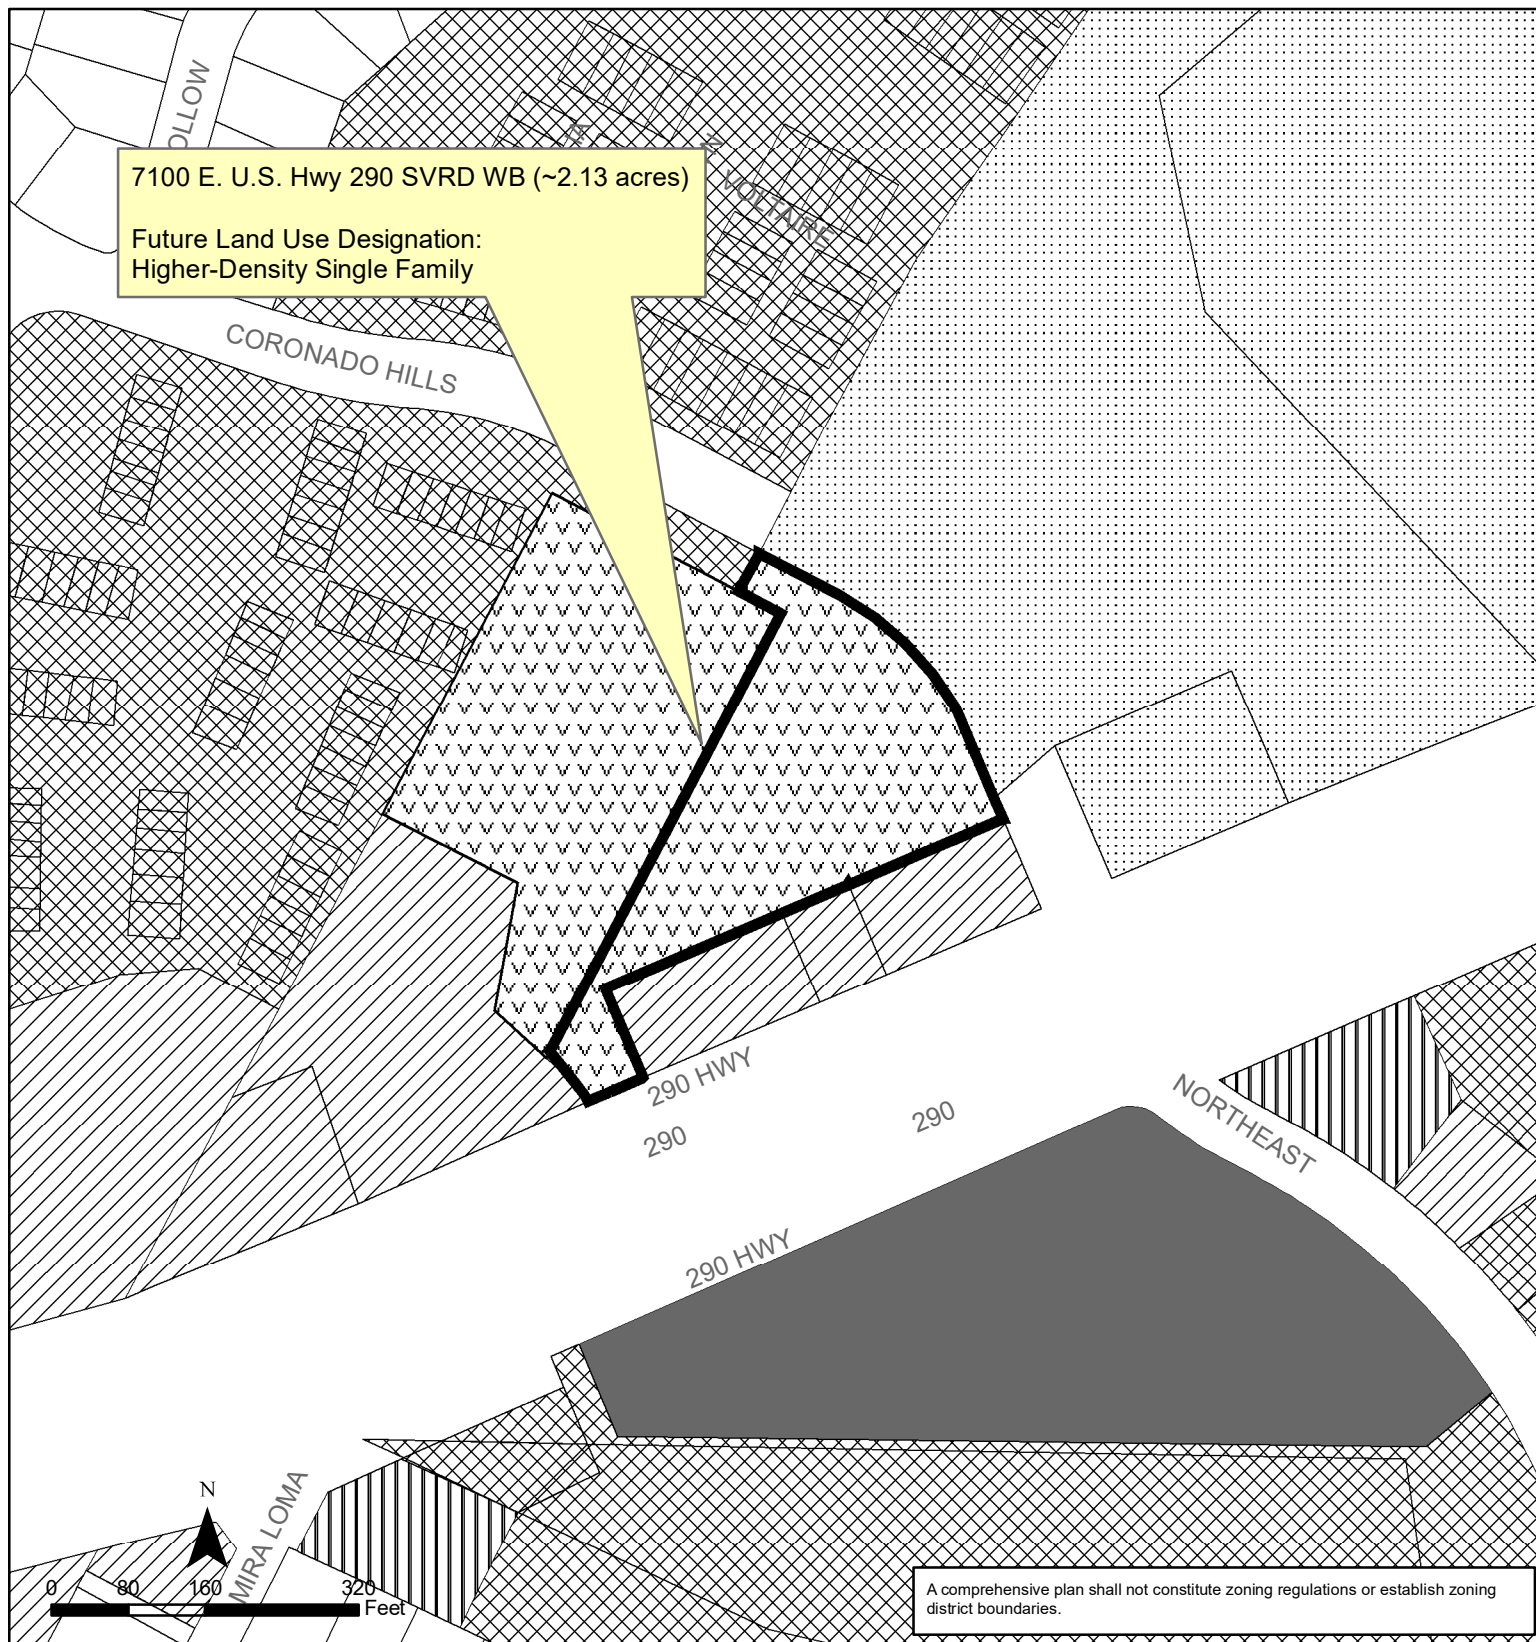 OLLOW
7100 E. U.S. Hwy 290 SVRD WB (~2.13 acres)
Future Land Use Designation:
Higher-Density Single Family
VOLTAIRE
CORONADO HILLS
290 HWY
290
290
NORTHEAST
290 HWY
MIRA LOMA
N
0 80 160 320
Feet
A comprehensive plan shall not constitute zoning regulations or establish zoning
district boundaries.